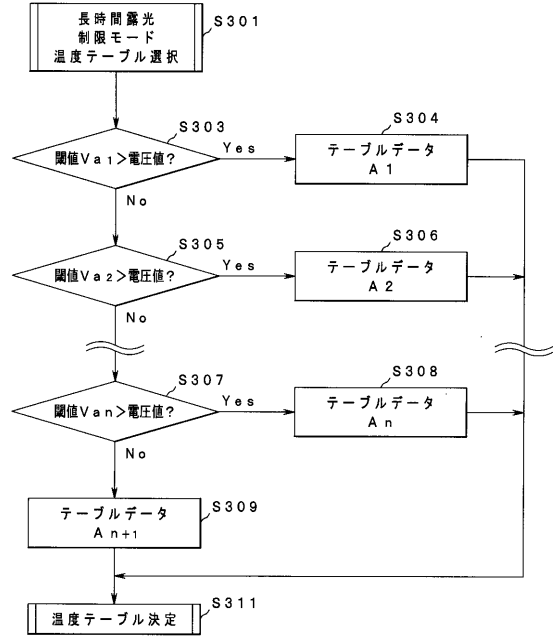 長時間露光
制限モード
温度テーブル選択
S301
S303
閾値Va1>電圧値?
Yes
No
S304
テーブルデータ
A1
S305
閾値Va2>電圧値?
Yes
No
S306
テーブルデータ
A2
S307
閾値Van>電圧値?
Yes
No
S308
テーブルデータ
An
S309
テーブルデータ
An+1
S311
温度テーブル決定